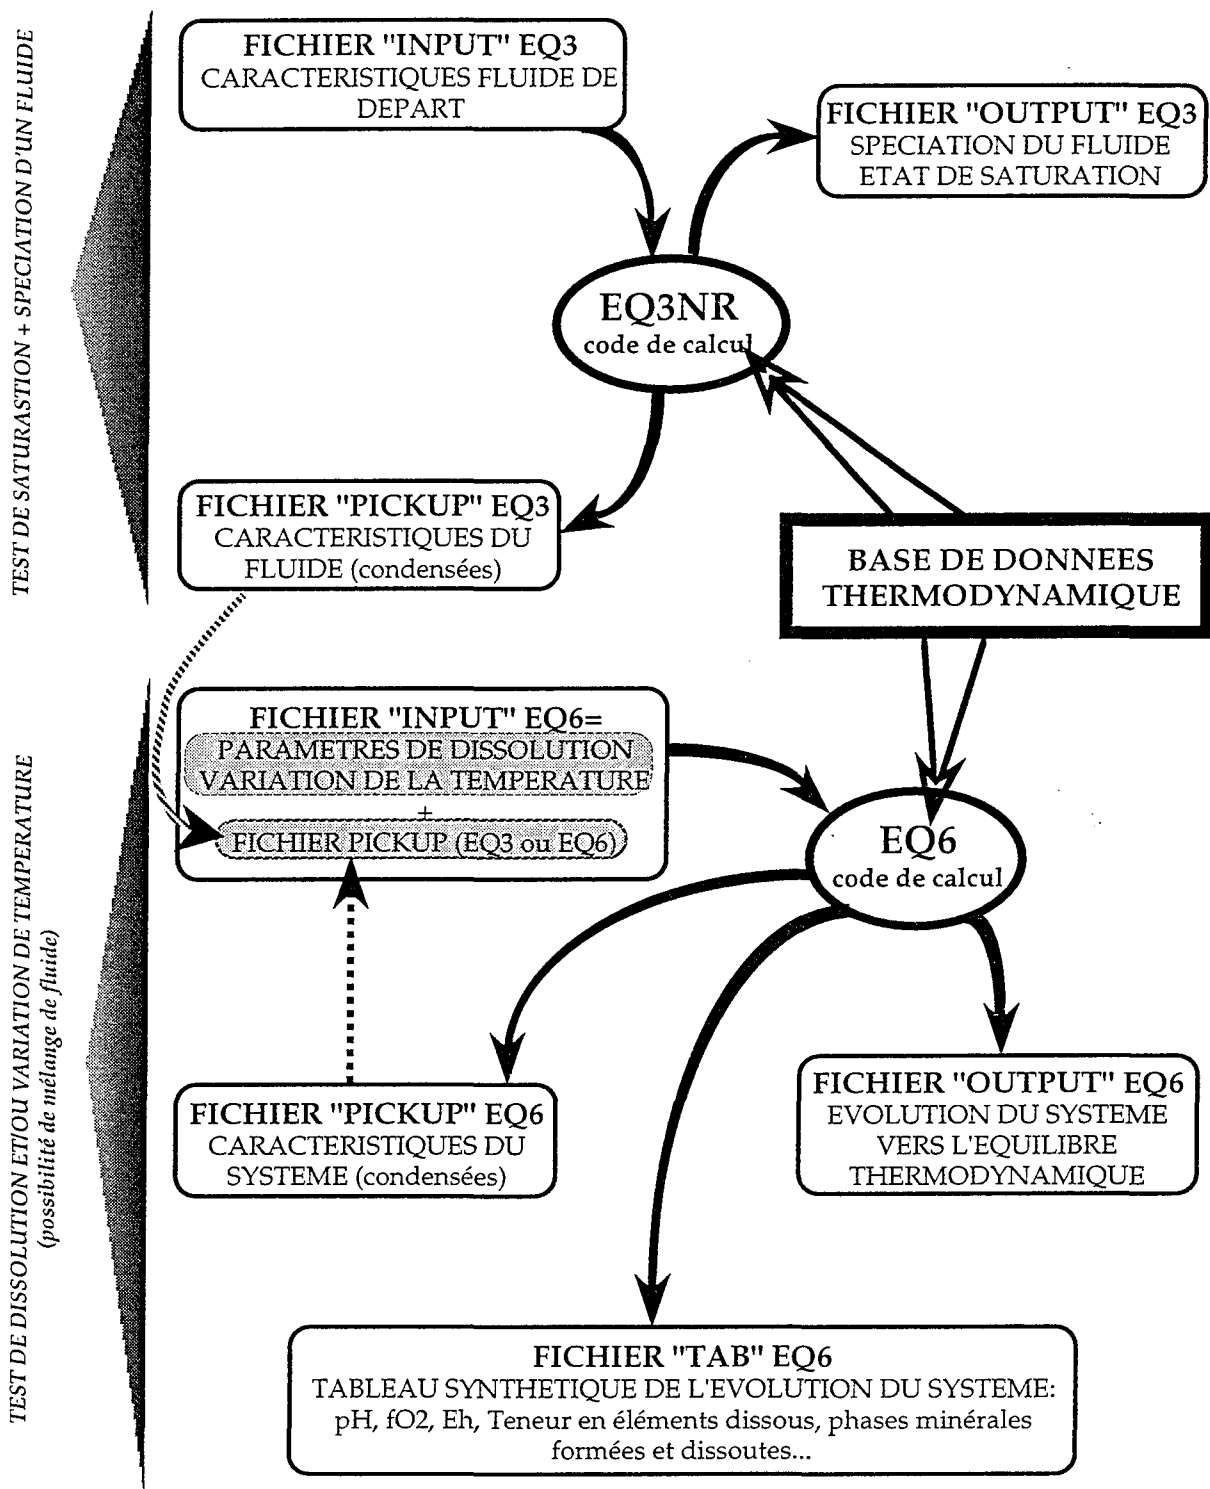 TEST DE SATURASTION + SPECIATION D'UN FLUIDE
FICHIER "INPUT" EQ3
CARACTERISTIQUES FLUIDE DE
DEPART
FICHIER "OUTPUT" EQ3
SPECIATION DU FLUIDE
ETAT DE SATURATION
EQ3NR
code de calcul
FICHIER "PICKUP" EQ3
CARACTERISTIQUES DU
FLUIDE (condensées)
BASE DE DONNEES
THERMODYNAMIQUE
TEST DE DISSOLUTION ET/OU VARIATION DE TEMPERATURE
(possibilité de mélange de fluide)
FICHIER "INPUT" EQ6=
PARAMETRES DE DISSOLUTION
VARIATION DE LA TEMPERATURE
+
FICHIER PICKUP (EQ3 ou EQ6)
EQ6
code de calcul
FICHIER "PICKUP" EQ6
CARACTERISTIQUES DU
SYSTEME (condensées)
FICHIER "OUTPUT" EQ6
EVOLUTION DU SYSTEME
VERS L'EQUILIBRE
THERMODYNAMIQUE
FICHIER "TAB" EQ6
TABLEAU SYNTHETIQUE DE L'EVOLUTION DU SYSTEME:
pH, fO2, Eh, Teneur en éléments dissous, phases minérales
formées et dissoutes...